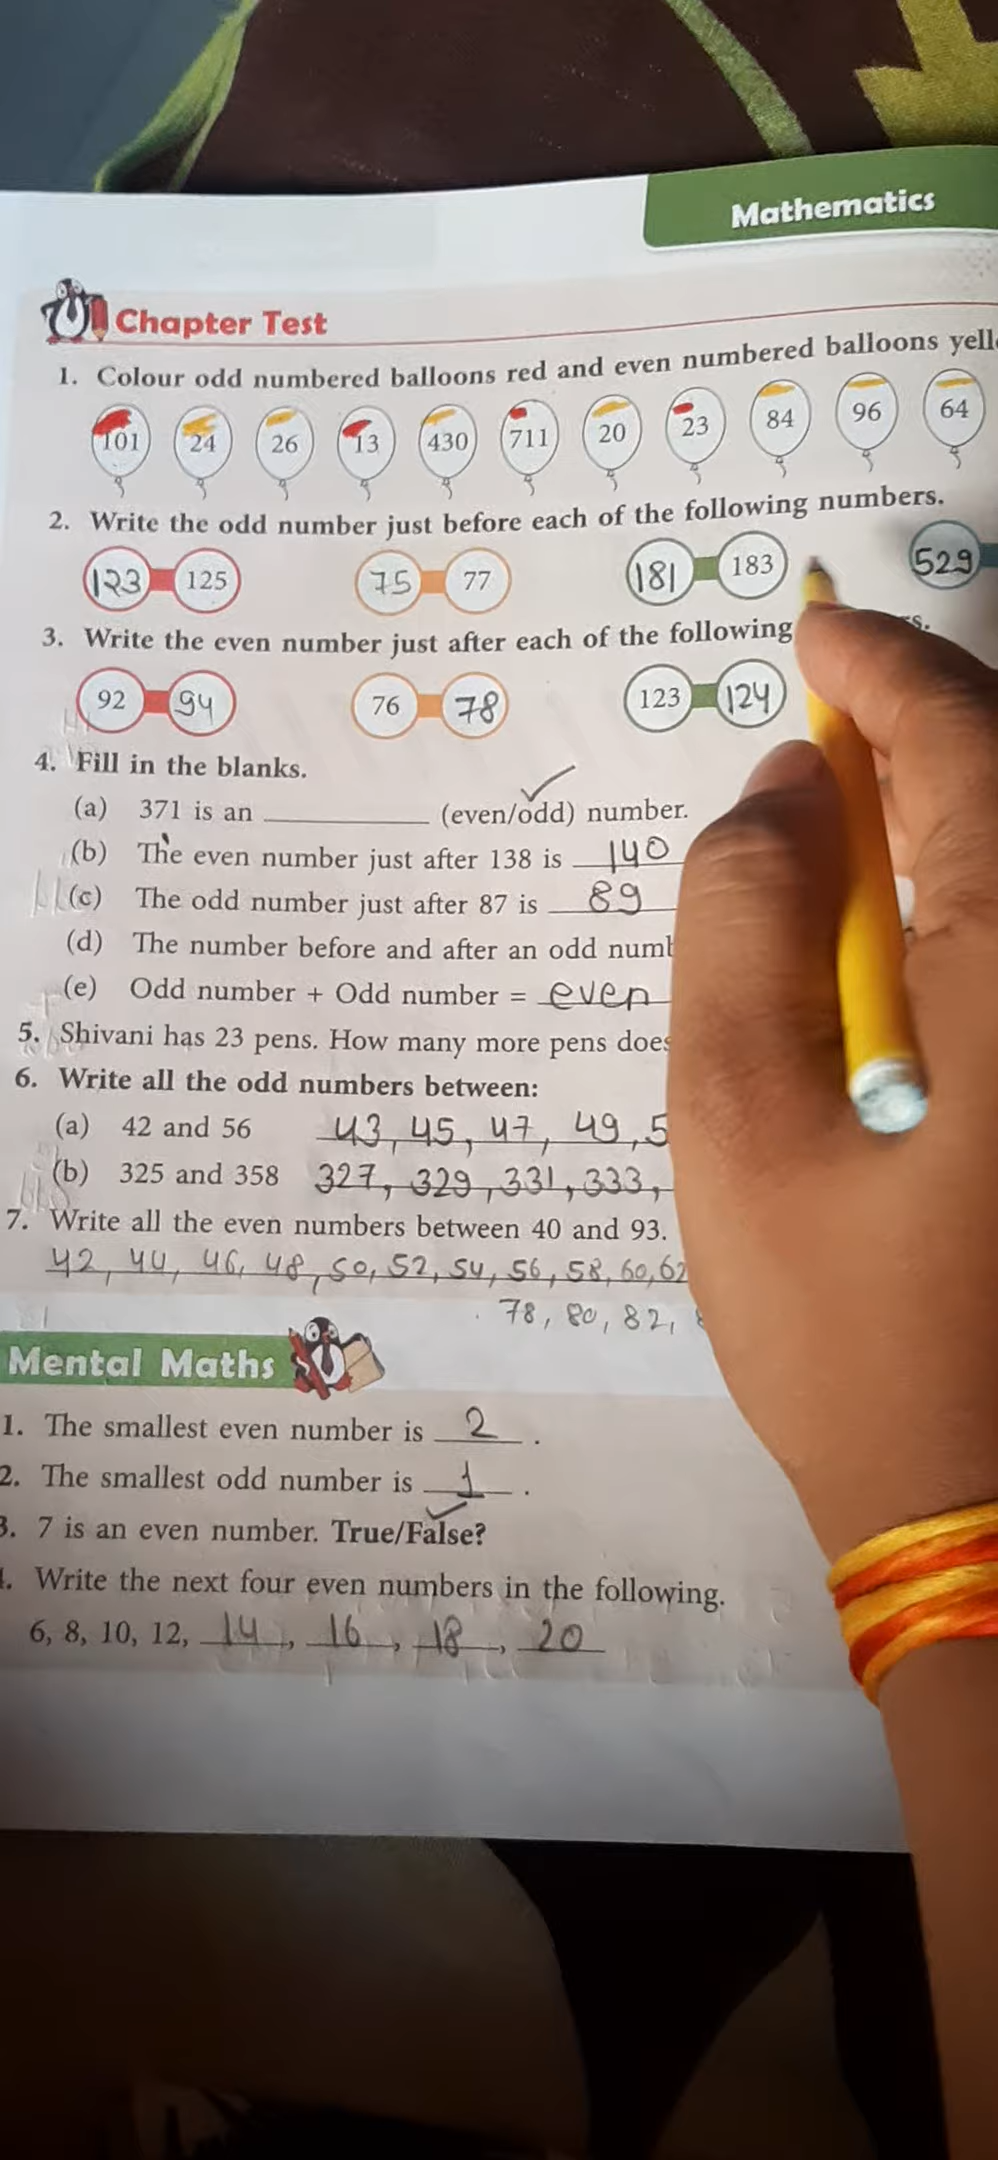 Mathematics
Chapter Test
1. Colour odd numbered balloons red and even numbered balloons
101 24 26 13 430 711 20 23 84 96 64
2. Write the odd number just before each of the following numbers.
123 125 75 77 181 183 529
3. Write the even number just after each of the following
92 94 76 78 123 124
4. Fill in the blanks.
(a) 371 is an ____________ (even/odd) number.
(b) The even number just after 138 is 140
(c) The odd number just after 87 is 89
(d) The number before and after an odd
(e) Odd number + Odd number = even
5. Shivani has 23 pens. How many more pens
6. Write all the odd numbers between:
(a) 42 and 56 43, 45, 47, 49,
(b) 325 and 358 327, 329, 331, 333,
7. Write all the even numbers between 40 and 93.
42, 44, 46, 48, 50, 52, 54, 56, 58, 60, 62
78, 80, 82,
Mental Maths
1. The smallest even number is 2 .
2. The smallest odd number is 1 .
3. 7 is an even number. True/False?
Write the next four even numbers in the following.
6, 8, 10, 12, 14, 16, 18, 20